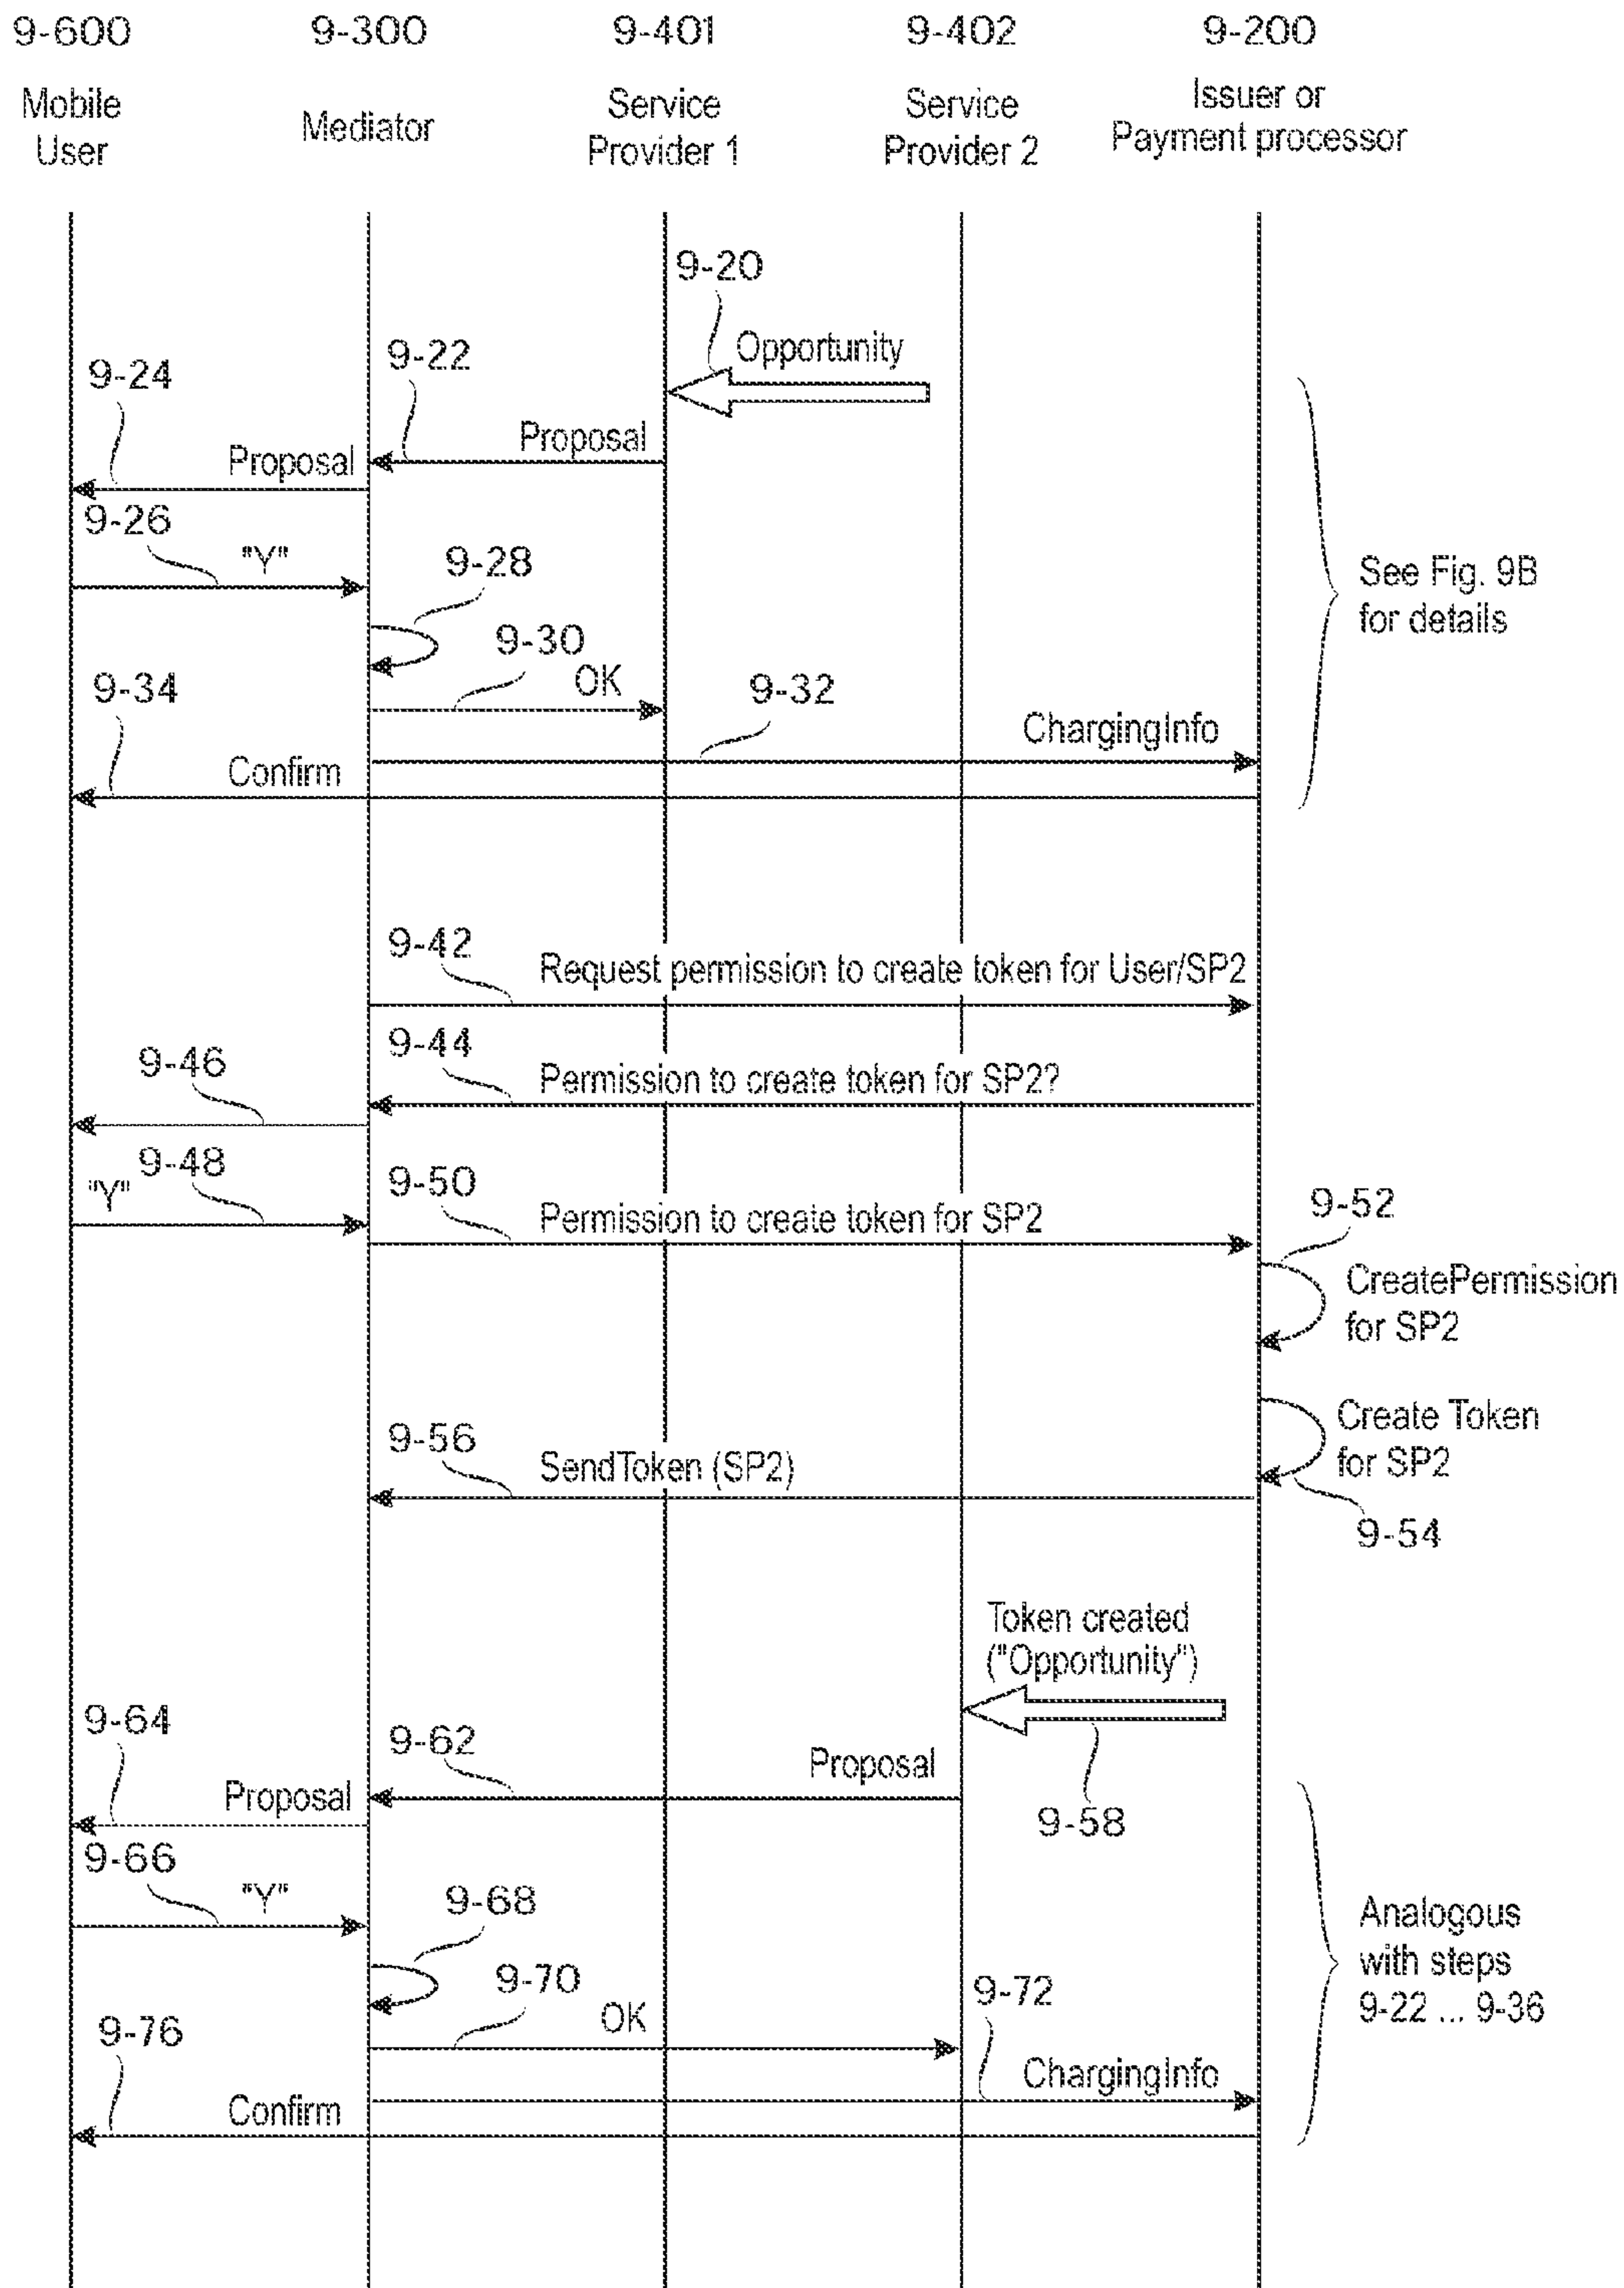 9-600 9-300 9-401 9-402 9-200
Mobile
User
Mediator
Service
Provider 1
Service
Provider 2
Issuer or
Payment processor
9-20
Opportunity
9-22
9-24
Proposal
Proposal
9-26
"Y"
9-28
9-30
OK
9-32
9-34
ChargingInfo
Confirm
See Fig. 9B
for details
9-42
Request permission to create token for User/SP2
9-44
9-46
Permission to create token for SP2?
9-48
"Y"
9-50
Permission to create token for SP2
9-52
CreatePermission
for SP2
Create Token
for SP2
9-54
9-56
SendToken (SP2)
Token created
("Opportunity")
9-58
9-62
9-64
Proposal
Proposal
9-66
"Y"
9-68
9-70
OK
9-72
9-76
ChargingInfo
Confirm
Analogous
with steps
9-22 ... 9-36